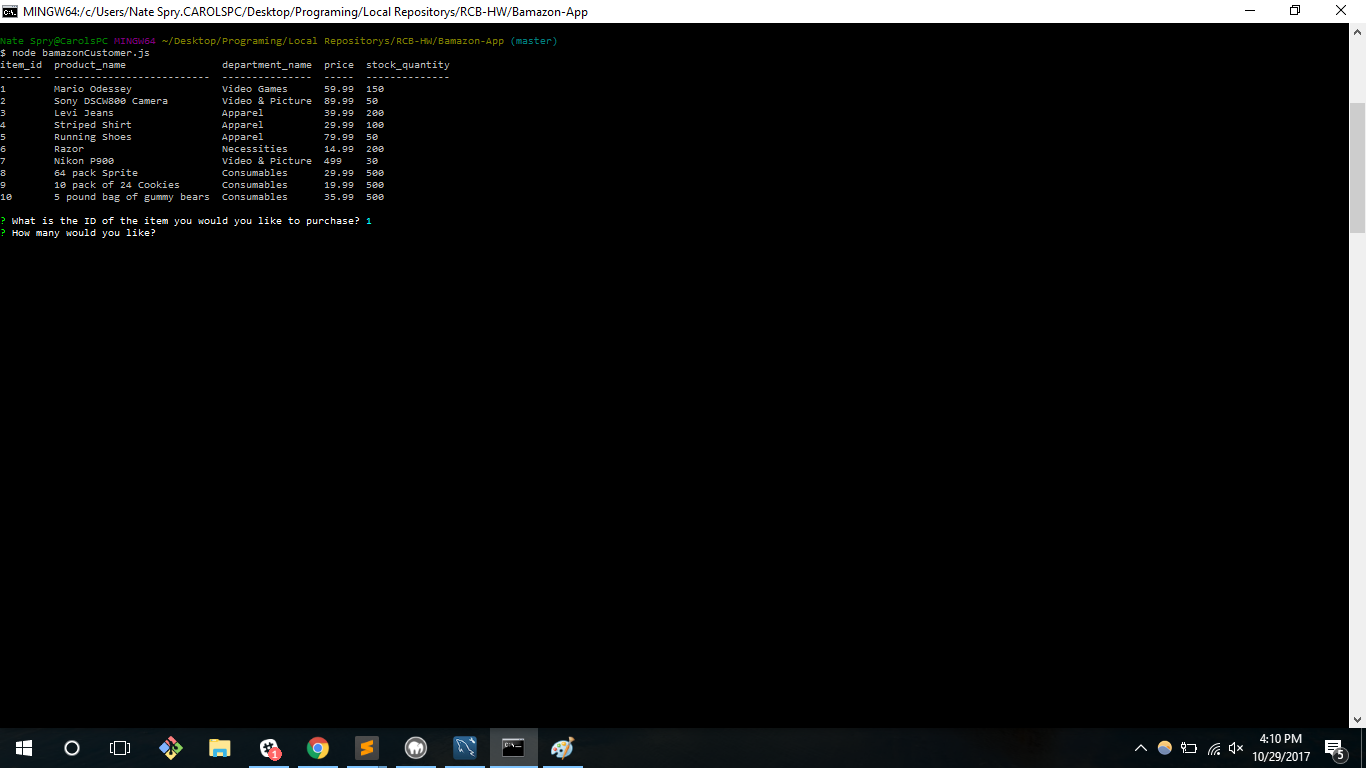 MINGW64:/c/Users/Nate Spry.CAROLSPC/Desktop/Programing/Local Repositorys/RCB-HW/Bamazon-App
Nate Spry@CarolsPC MINGW64 ~/Desktop/Programing/Local Repositorys/RCB-HW/Bamazon-App (master)
$ node bamazonCustomer.js
item_id  product_name                department_name  price  stock_quantity
-------  --------------------------  ---------------  -----  --------------
1        Mario Odessey               Video Games      59.99  150
2        Sony DSCW800 Camera         Video & Picture  89.99  50
3        Levi Jeans                  Apparel          39.99  200
4        Striped Shirt               Apparel          29.99  100
5        Running Shoes               Apparel          79.99  50
6        Razor                       Necessities      14.99  200
7        Nikon P900                  Video & Picture  499    30
8        64 pack Sprite              Consumables      29.99  500
9        10 pack of 24 Cookies       Consumables      19.99  500
10       5 pound bag of gummy bears  Consumables      35.99  500
? What is the ID of the item you would you like to purchase? 1
? How many would you like?
1
4:10 PM
10/29/2017
5